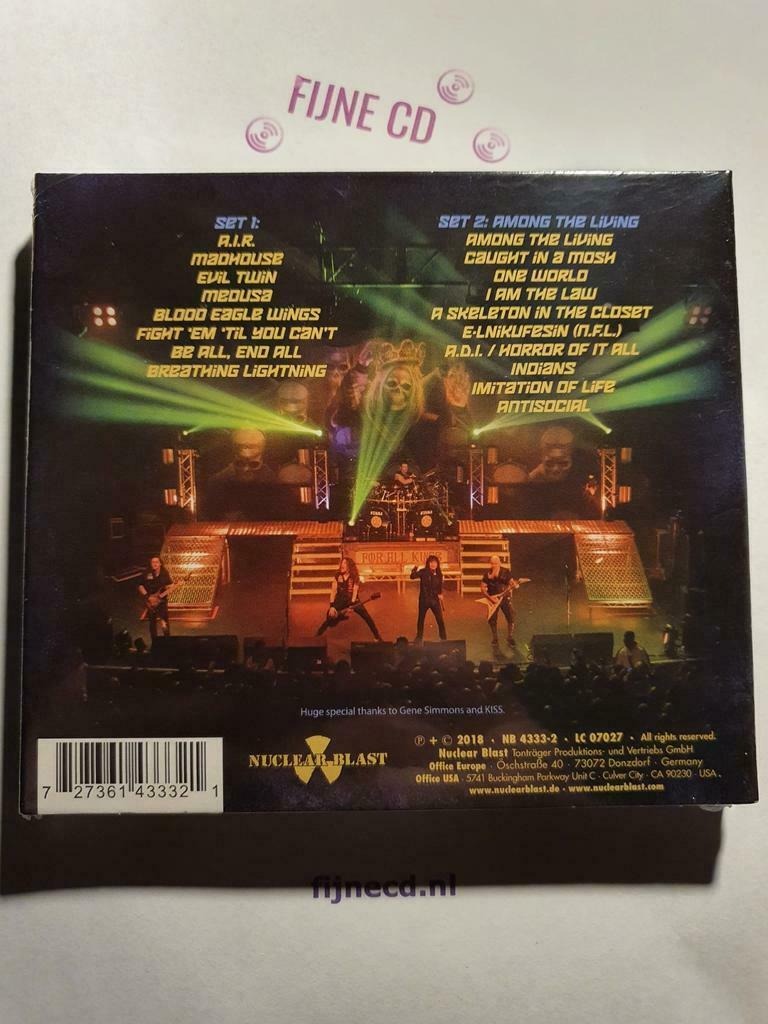 FIJNE CD
SET 1:
A.I.R.
MADHOUSE
EVIL TWIN
MEDUSA
BLOOD EAGLE WINGS
FIGHT 'EM 'TIL YOU CAN'T
BE ALL, END ALL
BREATHING LIGHTNING
SET 2: AMONG THE LIVING
AMONG THE LIVING
CAUGHT IN A MOSH
ONE WORLD
I AM THE LAW
A SKELETON IN THE CLOSET
E·LNIKUFESIN (N.F.L.)
A.D.I. / HORROR OF IT ALL
INDIANS
IMITATION OF LIFE
ANTISOCIAL
TAMA TAMA
FOR ALL KINGS
Huge special thanks to Gene Simmons and KISS.
7 27361 43332 1
NUCLEAR BLAST
℗ + © 2018 · NB 4333-2 · LC 07027 · All rights reserved.
Nuclear Blast Tonträger Produktions- und Vertriebs GmbH
Office Europe · Öschstraße 40 · 73072 Donzdorf · Germany
Office USA · 5741 Buckingham Parkway Unit C · Culver City · CA 90230 · USA
www.nuclearblast.de · www.nuclearblast.com
fijnecd.nl